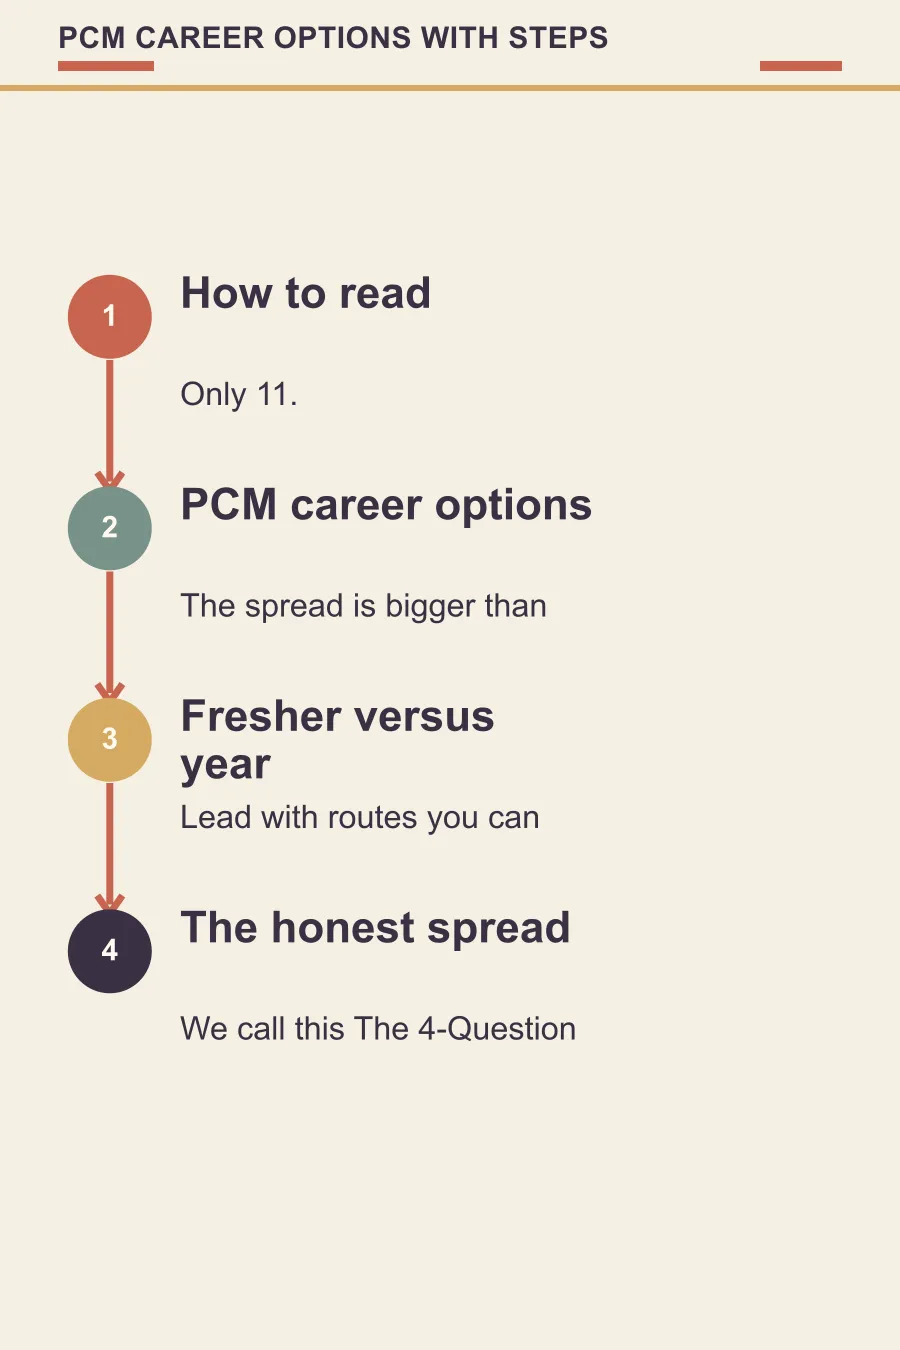 PCM CAREER OPTIONS WITH STEPS
1
How to read
Only 11.
2
PCM career options
The spread is bigger than
3
Fresher versus
year
Lead with routes you can
4
The honest spread
We call this The 4-Question